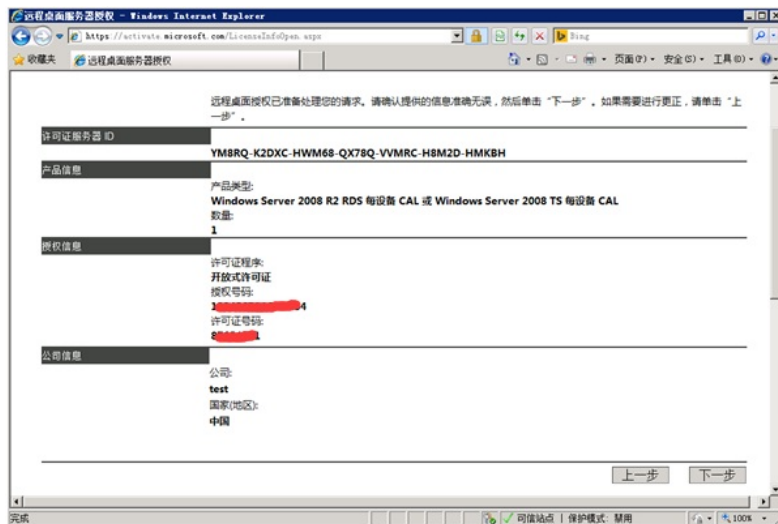 远程桌面服务器授权 - Windows Internet Explorer
https://activate.microsoft.com/LicenseInfoOpen.aspx
Bing
收藏夹 远程桌面服务器授权 页面(P) 安全(S) 工具(O)
远程桌面授权已准备处理您的请求。请确认提供的信息准确无误，然后单击“下一步”。如果需要进行更正，请单击“上
一步”。
许可证服务器 ID
YM8RQ-K2DXC-HWM68-QX78Q-VVMRC-H8M2D-HMKBH
产品信息
产品类型:
Windows Server 2008 R2 RDS 每设备 CAL 或 Windows Server 2008 TS 每设备 CAL
数量:
1
授权信息
许可证程序:
开放式许可证
授权号码:
许可证号码:
公司信息
公司:
test
国家(地区):
中国
上一步 下一步
完成 可信站点 | 保护模式: 禁用 100%